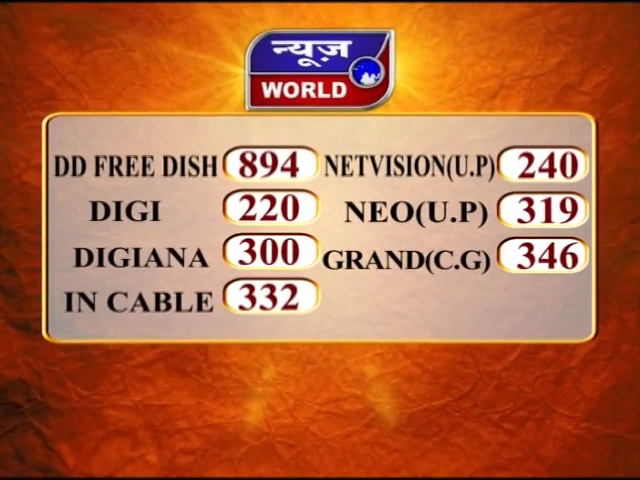 न्यूज़
WORLD
DD FREE DISH 894 NETVISION(U.P) 240
DIGI 220 NEO(U.P) 319
DIGIANA 300 GRAND(C.G) 346
IN CABLE 332